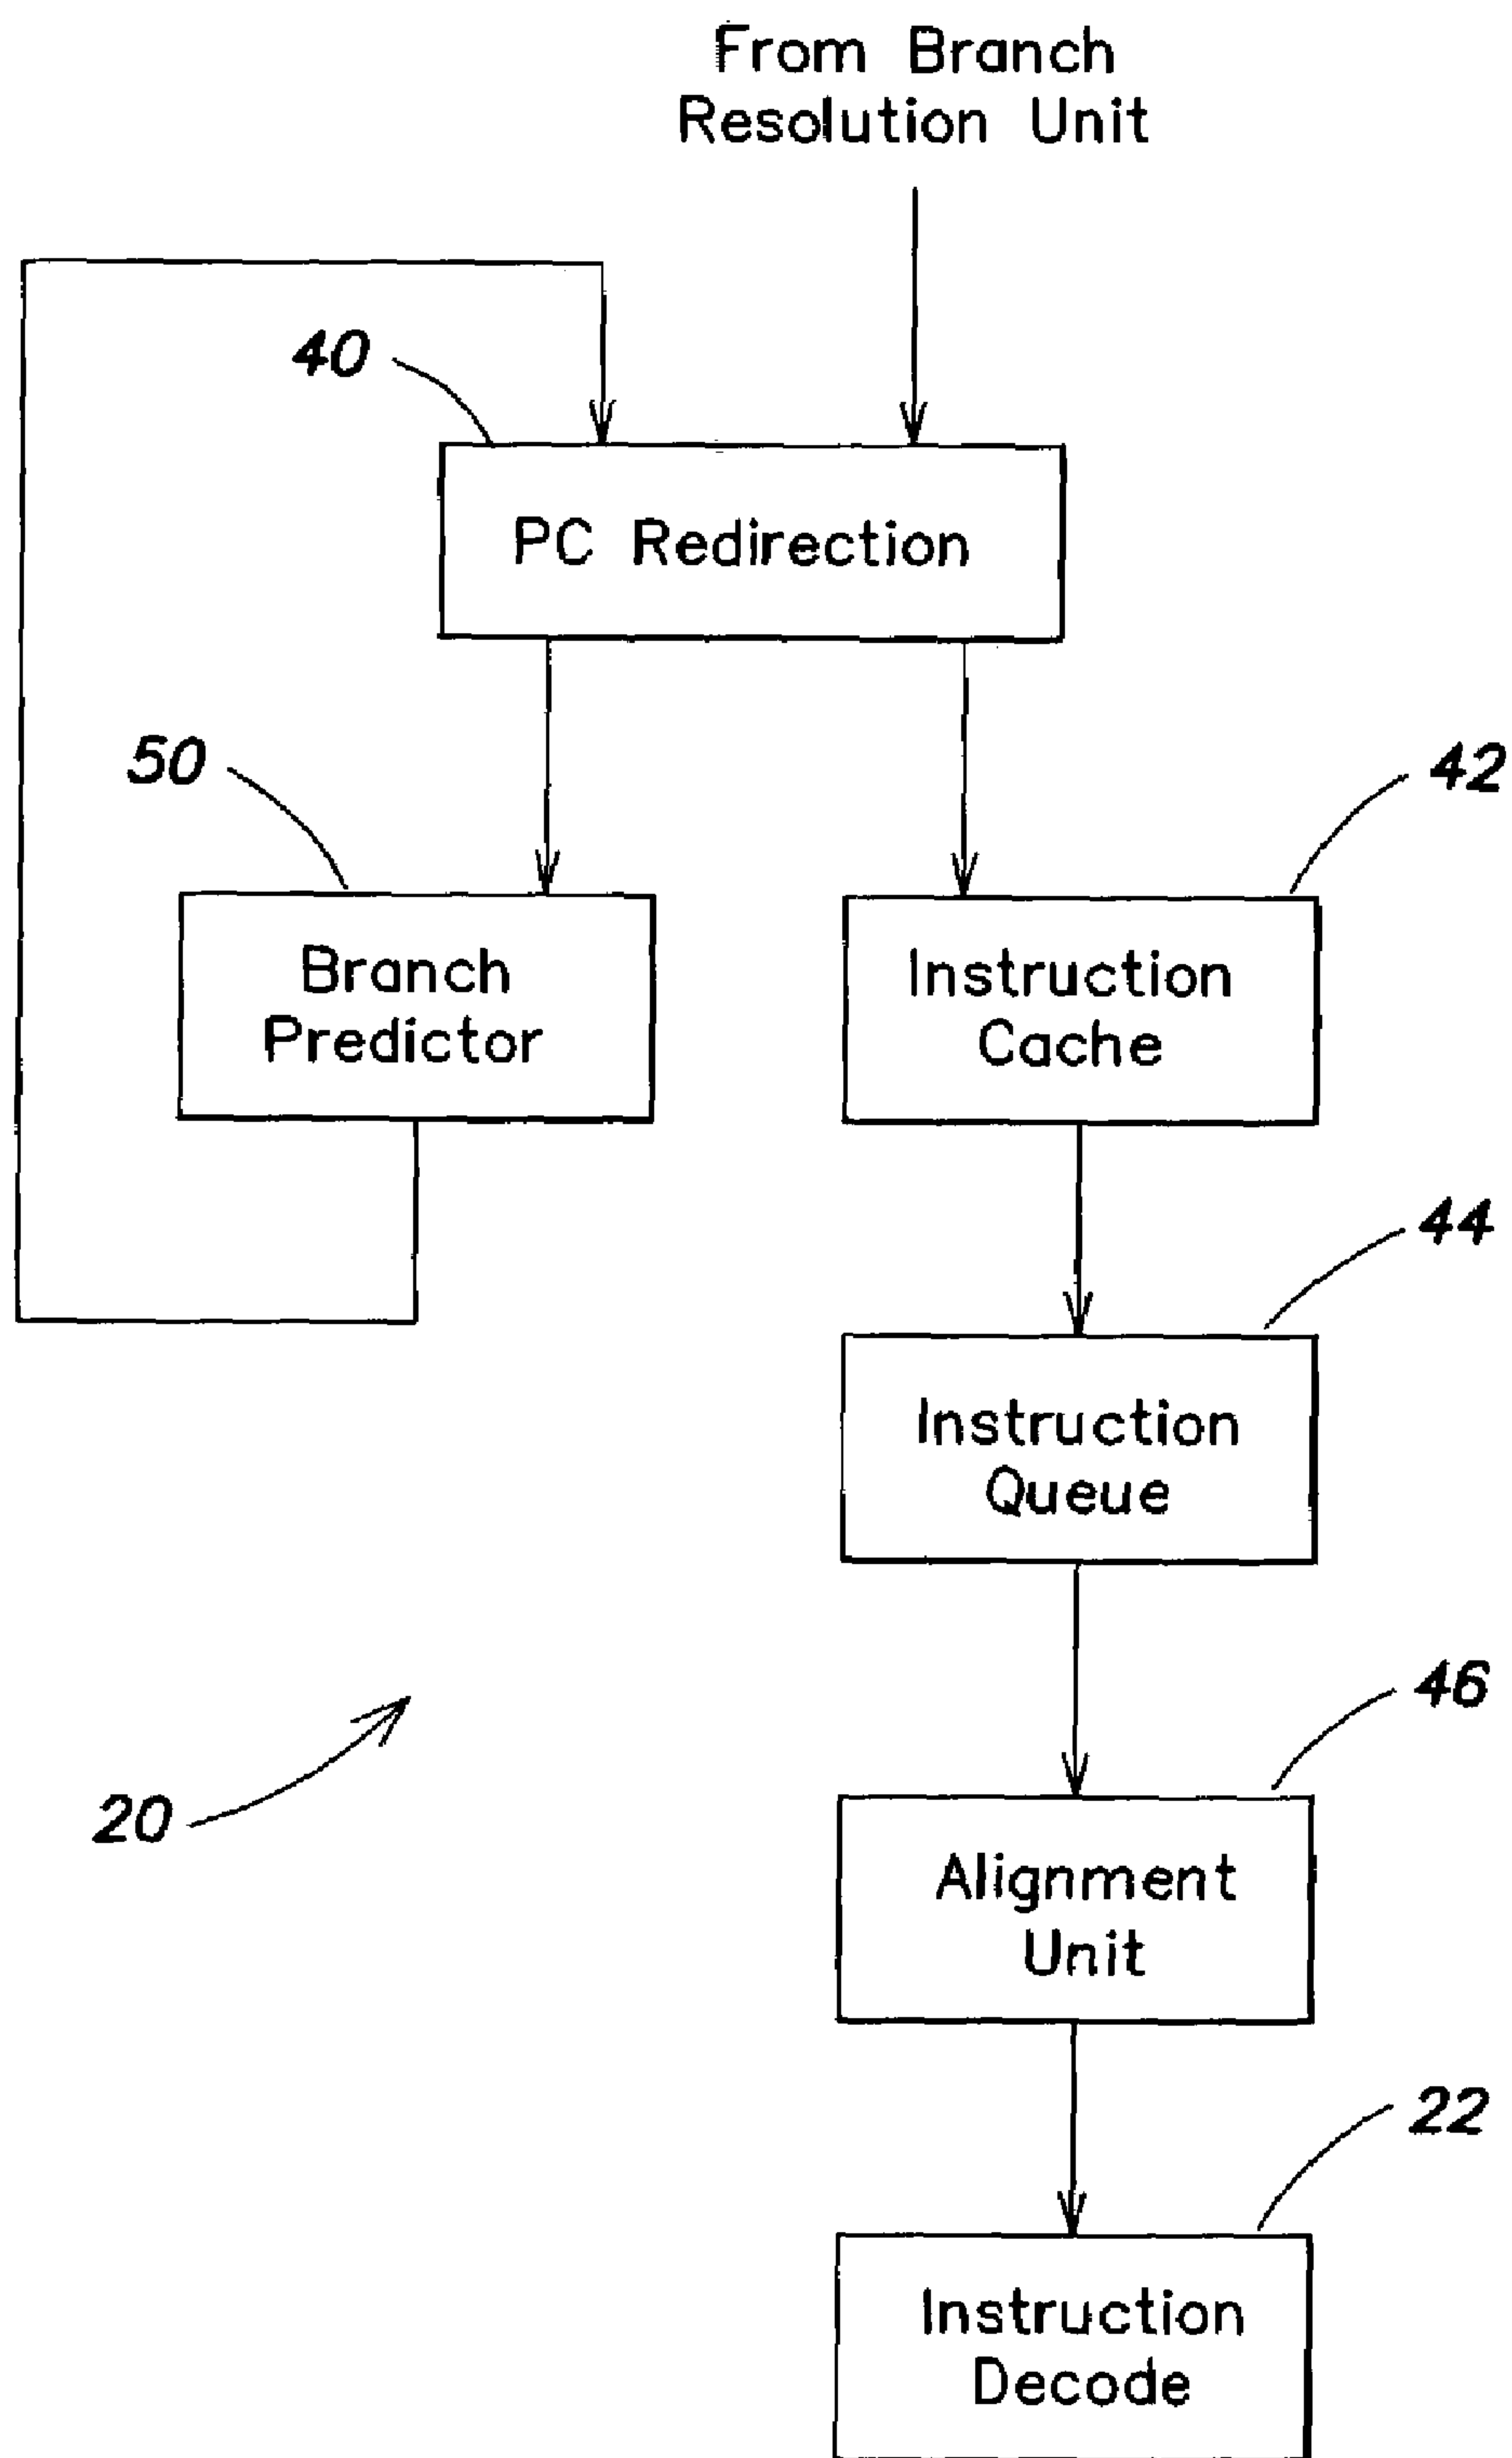 From Branch
Resolution Unit
40
PC Redirection
50
42
Branch
Predictor
Instruction
Cache
44
Instruction
Queue
46
20
Alignment
Unit
22
Instruction
Decode